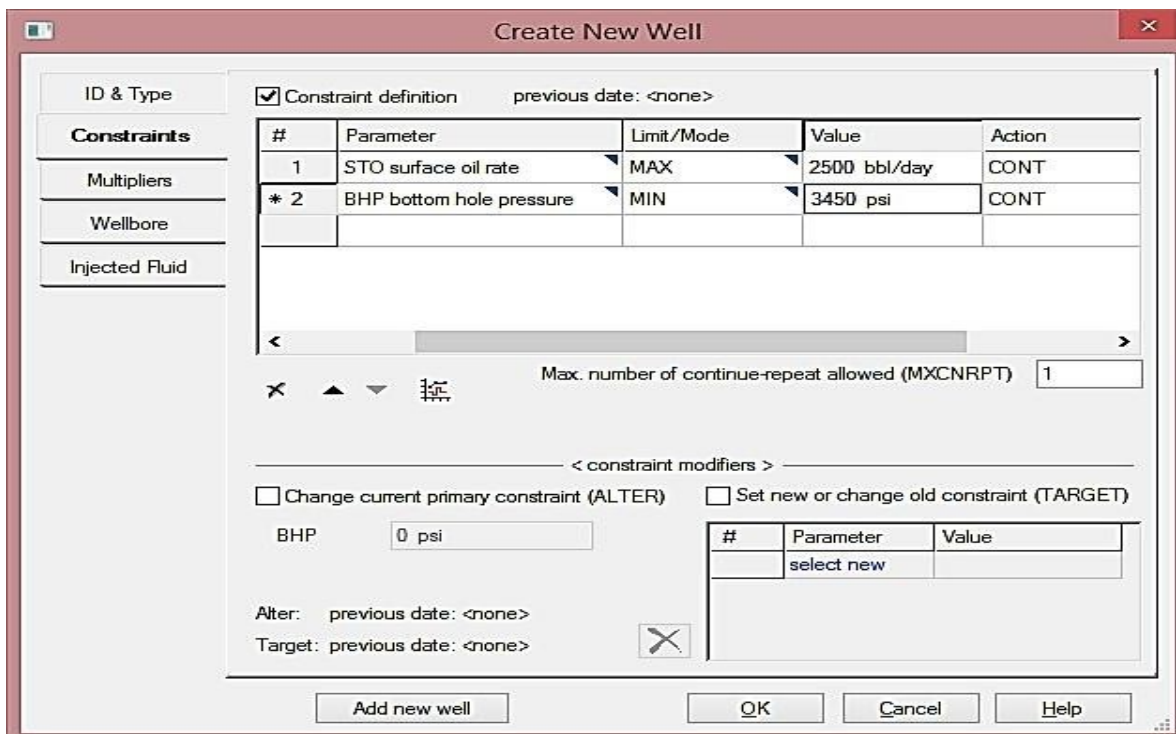 Create New Well
ID & Type
Constraints
Multipliers
Wellbore
Injected Fluid
Constraint definition previous date: <none>
# Parameter Limit/Mode Value Action
1 STO surface oil rate MAX 2500 bbl/day CONT
* 2 BHP bottom hole pressure MIN 3450 psi CONT
Max. number of continue-repeat allowed (MXCNRPT) 1
< constraint modifiers >
Change current primary constraint (ALTER) Set new or change old constraint (TARGET)
BHP 0 psi
# Parameter Value
select new
Alter: previous date: <none>
Target: previous date: <none>
Add new well OK Cancel Help